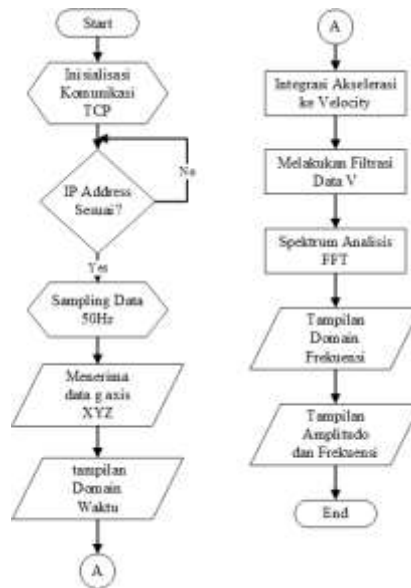 Start
Inisialisasi
Komunikasi
TCP
No
IP Address
Sesuai?
Yes
Sampling Data
50Hz
Menerima
data g axis
XYZ
tampilan
Domain
Waktu
A
A
Integrasi Akselerasi
ke Velocity
Melakukan Filtrasi
Data V
Spektrum Analisis
FFT
Tampilan
Domain
Frekuensi
Tampilan
Amplitudo
dan Frekuensi
End